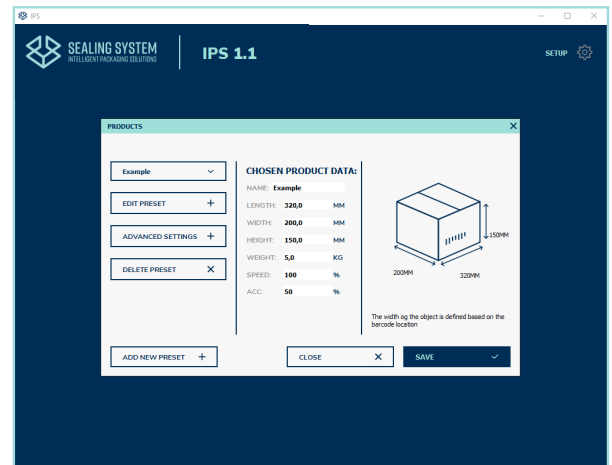 IPS
SEALING SYSTEM
INTELLIGENT PACKAGING SOLUTIONS
IPS 1.1
SETUP
PRODUCTS
Example
EDIT PRESET
ADVANCED SETTINGS
DELETE PRESET
ADD NEW PRESET
CHOSEN PRODUCT DATA:
NAME: Example
LENGTH: 320,0 MM
WIDTH: 200,0 MM
HEIGHT: 150,0 MM
WEIGHT: 5,0 KG
SPEED: 100 %
ACC: 50 %
150MM
200MM
320MM
The width og the object is defined based on the
barcode location
CLOSE
SAVE